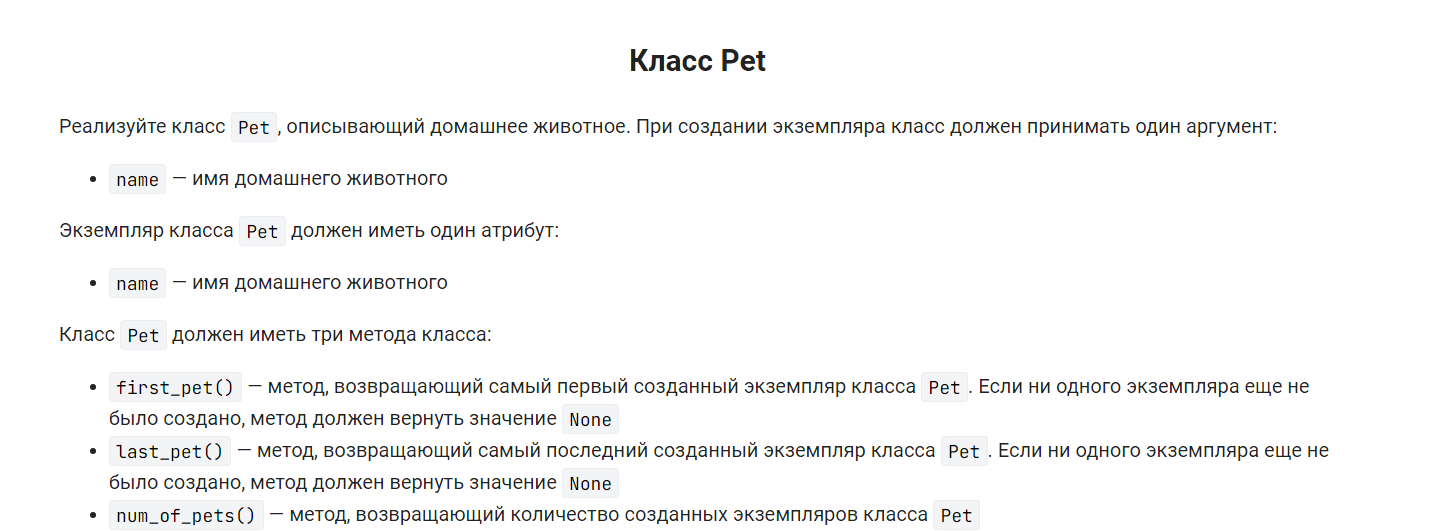 Класс Pet
Реализуйте класс Pet, описывающий домашнее животное. При создании экземпляра класс должен принимать один аргумент:
• name — имя домашнего животного
Экземпляр класса Pet должен иметь один атрибут:
• name — имя домашнего животного
Класс Pet должен иметь три метода класса:
• first_pet() — метод, возвращающий самый первый созданный экземпляр класса Pet. Если ни одного экземпляра еще не
было создано, метод должен вернуть значение None
• last_pet() — метод, возвращающий самый последний созданный экземпляр класса Pet. Если ни одного экземпляра еще не
было создано, метод должен вернуть значение None
• num_of_pets() — метод, возвращающий количество созданных экземпляров класса Pet